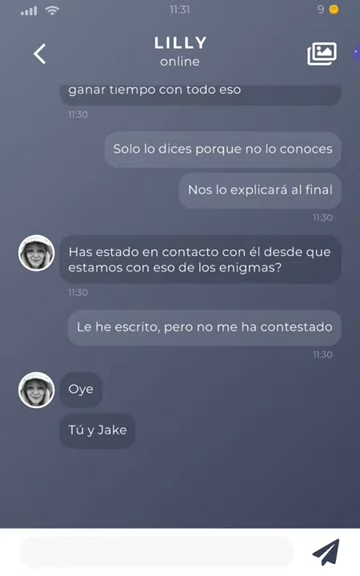 11:31
9
LILLY
online
ganar tiempo con todo eso
11:30
Solo lo dices porque no lo conoces
Nos lo explicará al final
11:30
Has estado en contacto con él desde que
estamos con eso de los enigmas?
11:30
Le he escrito, pero no me ha contestado
11:30
Oye
Tú y Jake